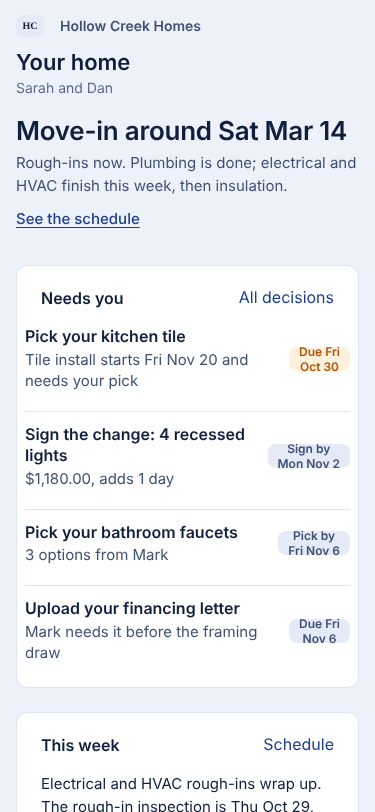 HC Hollow Creek Homes
Your home
Sarah and Dan
Move-in around Sat Mar 14
Rough-ins now. Plumbing is done; electrical and
HVAC finish this week, then insulation.
See the schedule
Needs you
All decisions
Pick your kitchen tile
Tile install starts Fri Nov 20 and
needs your pick
Due Fri
Oct 30
Sign the change: 4 recessed
lights
$1,180.00, adds 1 day
Sign by
Mon Nov 2
Pick your bathroom faucets
3 options from Mark
Pick by
Fri Nov 6
Upload your financing letter
Mark needs it before the framing
draw
Due Fri
Nov 6
This week
Schedule
Electrical and HVAC rough-ins wrap up.
The rough-in inspection is Thu Oct 29.